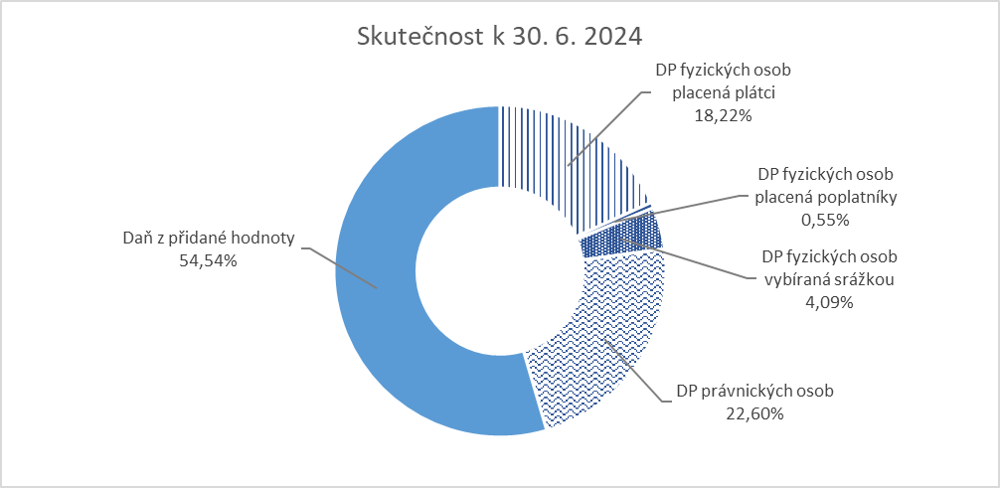 Skutečnost k 30. 6. 2024
DP fyzických osob
placená plátci
18,22%
DP fyzických osob
placená poplatníky
0,55%
DP fyzických osob
vybíraná srážkou
4,09%
DP právnických osob
22,60%
Daň z přidané hodnoty
54,54%